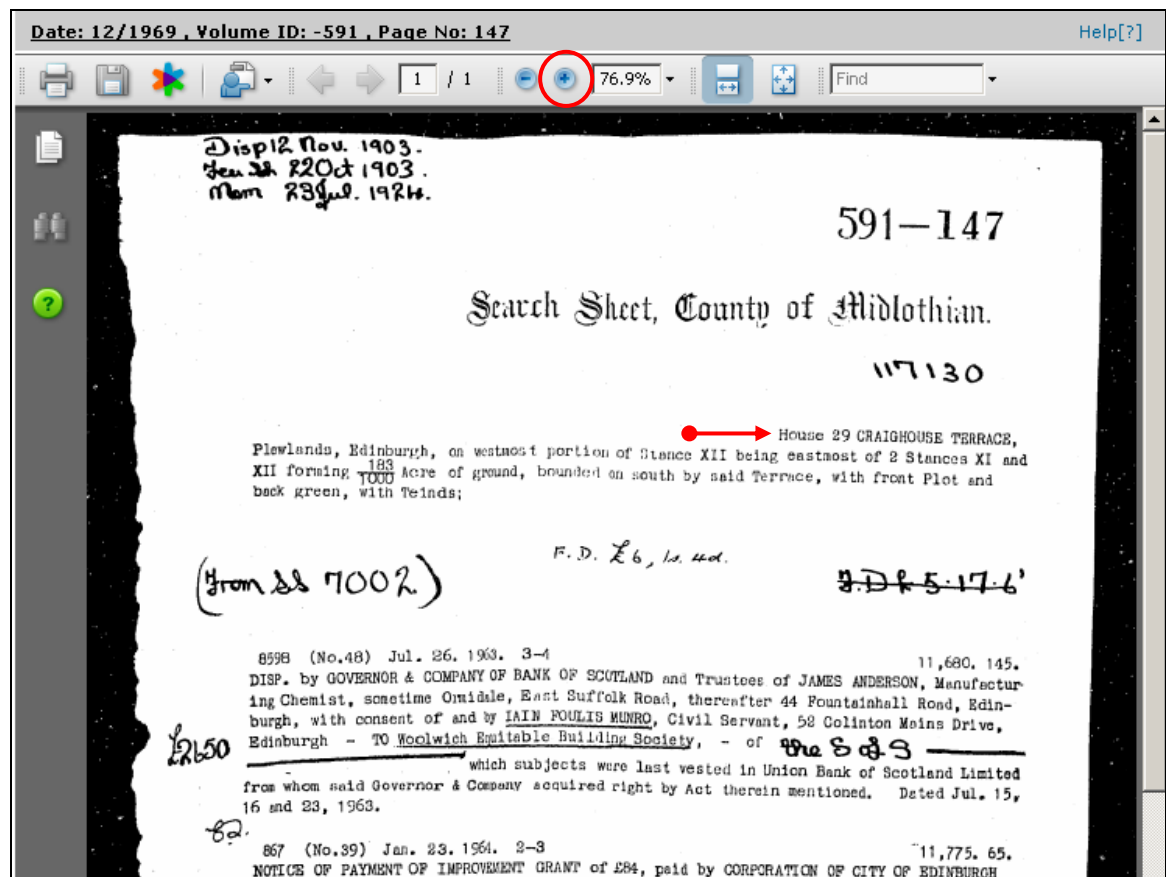 Date: 12/1969 , Volume ID: -591 , Page No: 147
Help[?]
1 / 1
76.9%
Find
Disp 12 Nov. 1903.
Feu Ch 22 Oct 1903.
Mem 23 Jul. 1924.
591—147
Search Sheet, County of Midlothian.
117130
House 29 CRAIGHOUSE TERRACE,
Plewlands, Edinburgh, on westmost portion of Stance XII being eastmost of 2 Stances XI and
XII forming 183/1000 Acre of ground, bounded on south by said Terrace, with front Plot and
back green, with Teinds;
F.D. £6, 1s. 4d.
(From SS 7002)
F.D £5.17.6
8598 (No.48) Jul. 26. 1963. 3-4
11,680. 145.
DISP. by GOVERNOR & COMPANY OF BANK OF SCOTLAND and Trustees of JAMES ANDERSON, Manufactur-
ing Chemist, sometime Omidale, East Suffolk Road, thereafter 44 Fountainhall Road, Edin-
burgh, with consent of and by IAIN FOULIS MUNRO, Civil Servant, 52 Colinton Mains Drive,
£2650
Edinburgh - TO Woolwich Equitable Building Society, - of the S of S
which subjects were last vested in Union Bank of Scotland Limited
from whom said Governor & Company acquired right by Act therein mentioned. Dated Jul. 15,
16 and 23, 1963.
867 (No.39) Jan. 23. 1964. 2-3
11,775. 65.
NOTICE OF PAYMENT OF IMPROVEMENT GRANT of £84, paid by CORPORATION OF CITY OF EDINBURGH